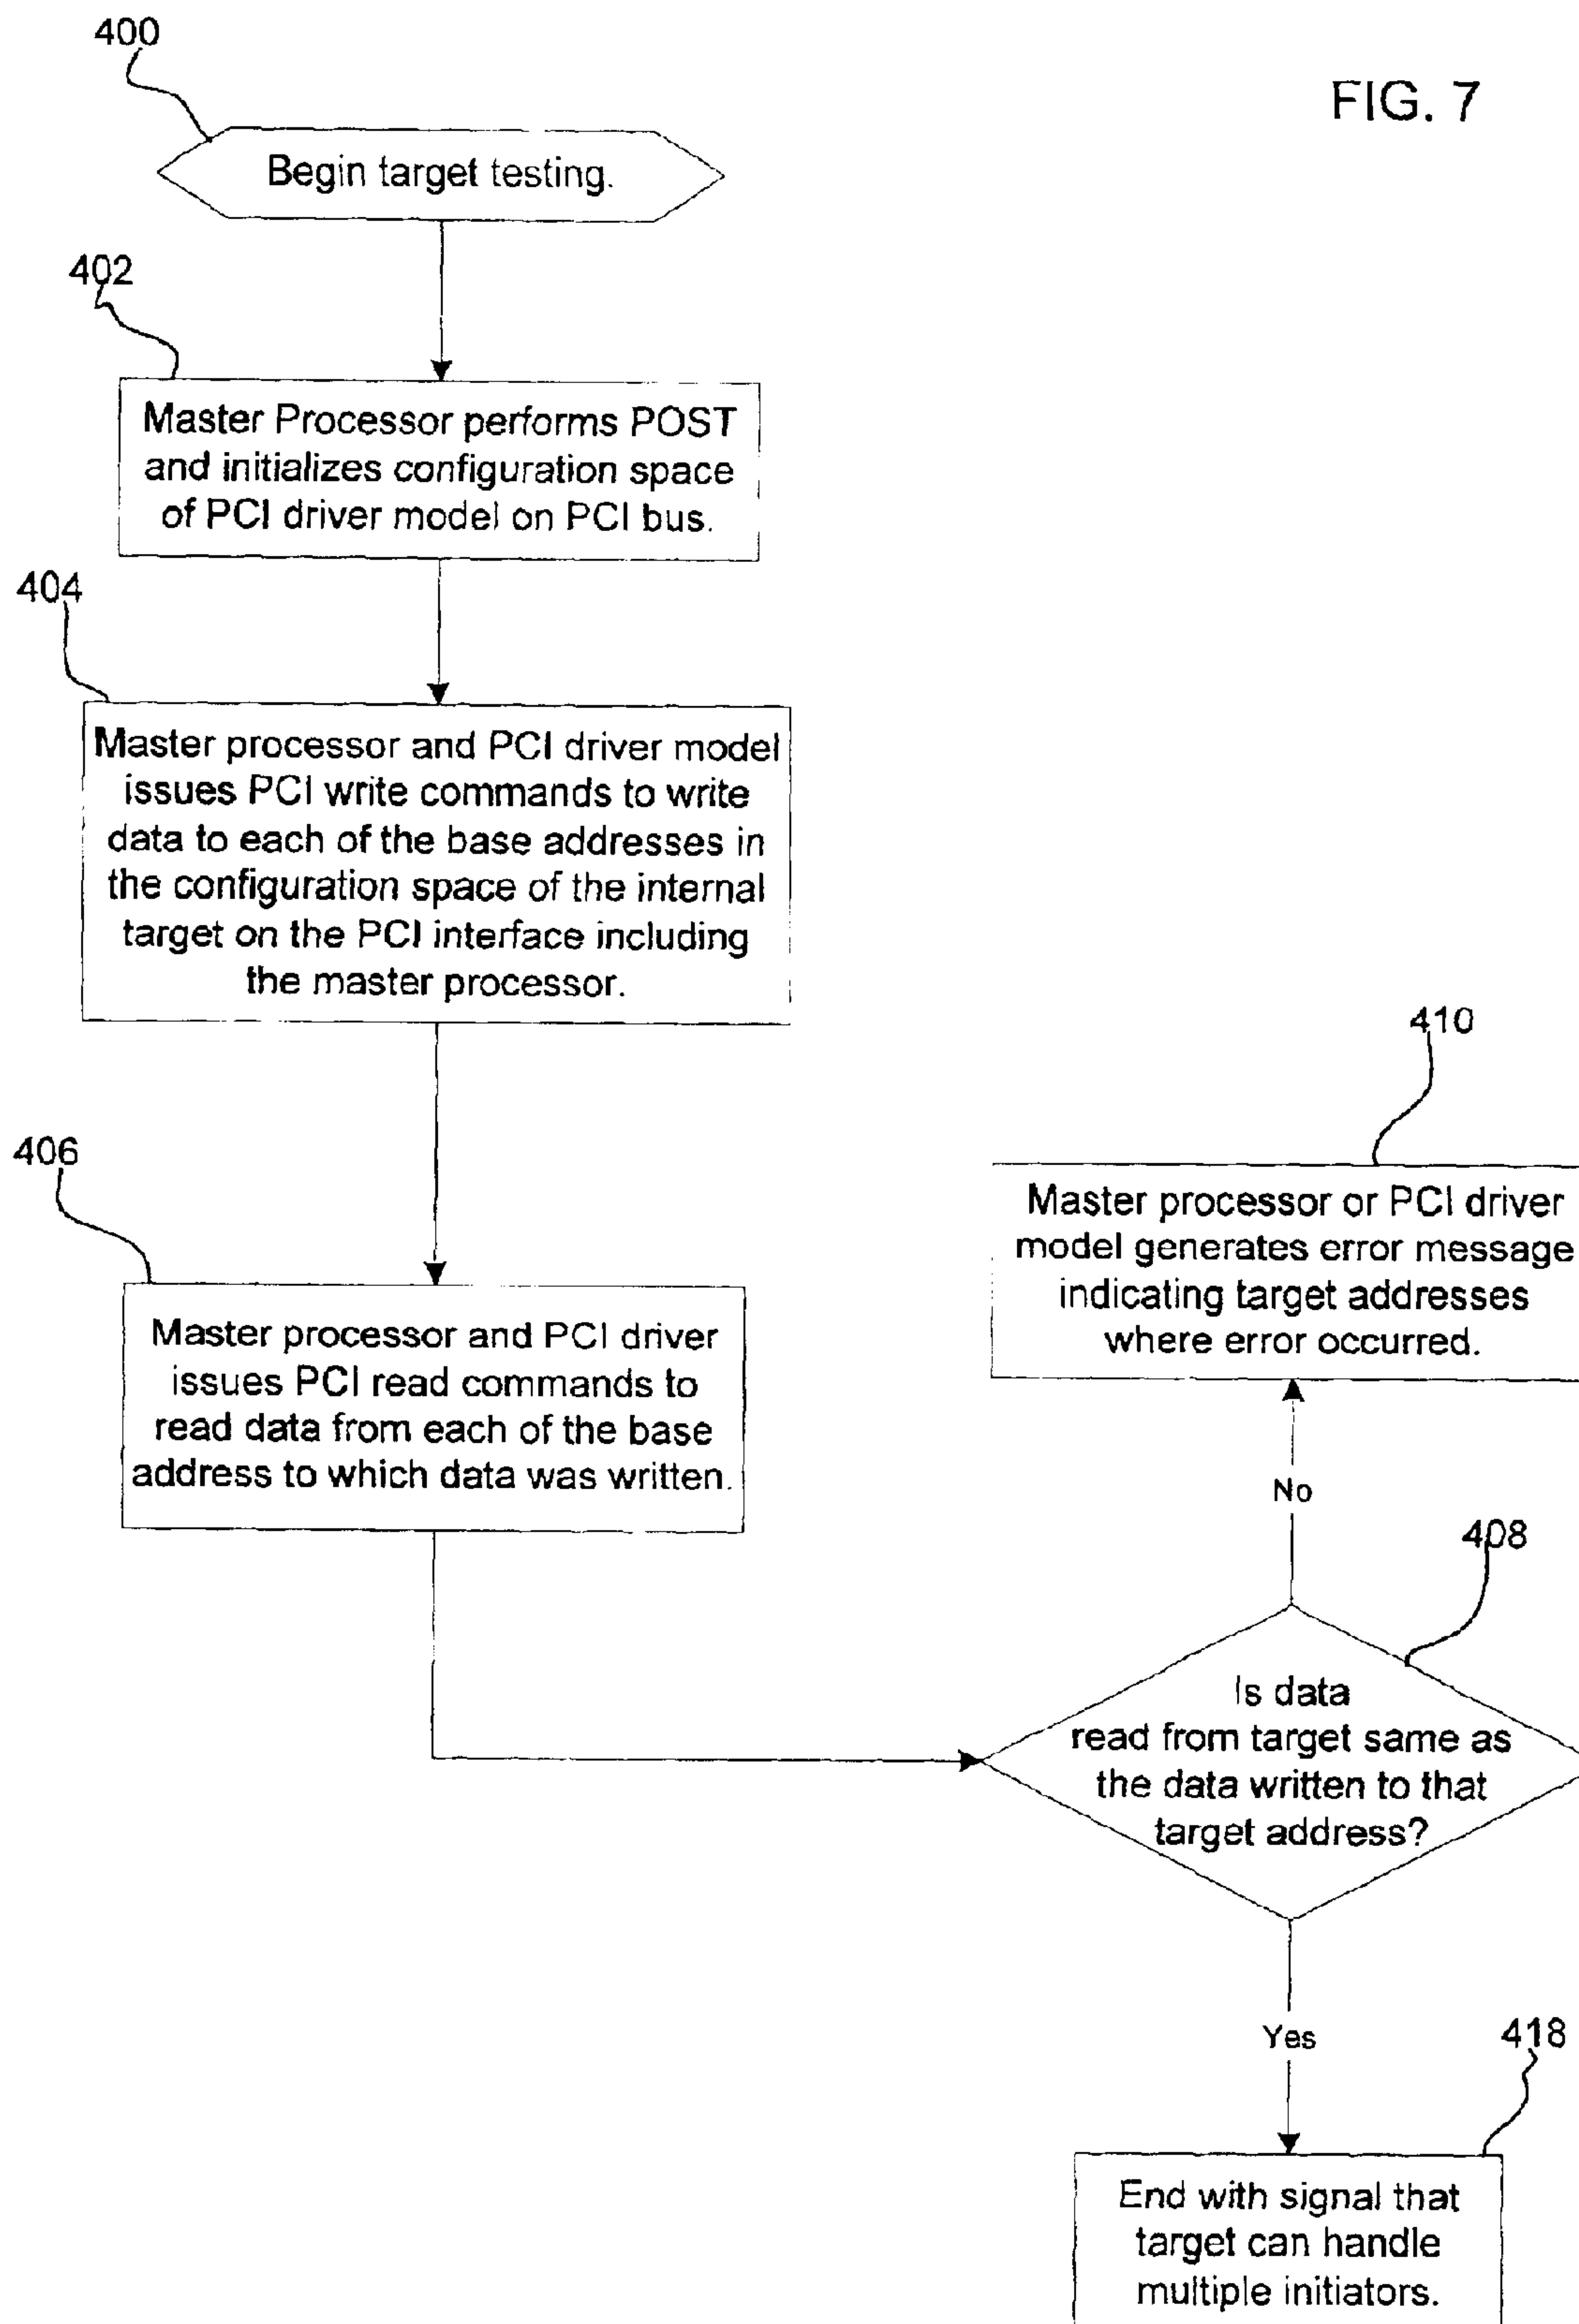 400
FIG. 7
Begin target testing.
402
Master Processor performs POST
and initializes configuration space
of PCI driver model on PCI bus.
404
Master processor and PCI driver model
issues PCI write commands to write
data to each of the base addresses in
the configuration space of the internal
target on the PCI interface including
the master processor.
406
Master processor and PCI driver
issues PCI read commands to
read data from each of the base
address to which data was written.
410
Master processor or PCI driver
model generates error message
indicating target addresses
where error occurred.
No
408
Is data
read from target same as
the data written to that
target address?
Yes
418
End with signal that
target can handle
multiple initiators.